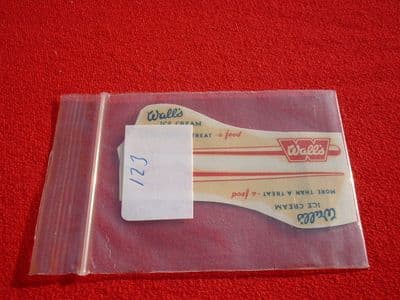 Wall's
ICE CREAM
TREAT - a food
Wall's
123
MORE THAN A TREAT - a food
ICE CREAM
Wall's